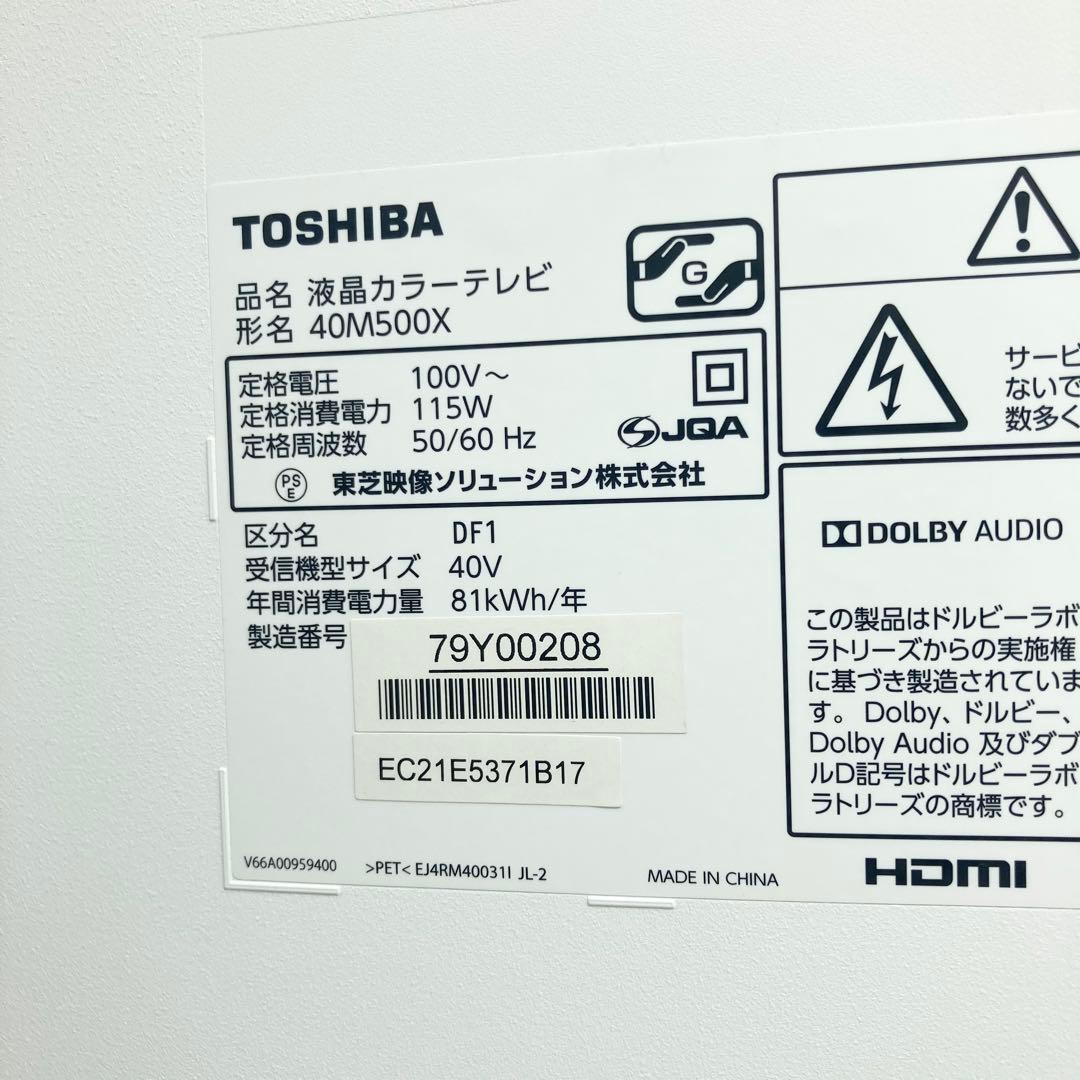 TOSHIBA
品名 液晶カラーテレビ
形名 40M500X
G
定格電圧 100V～
定格消費電力 115W
定格周波数 50/60 Hz
JQA
PS
E
東芝映像ソリューション株式会社
区分名 DF1
受信機型サイズ 40V
年間消費電力量 81kWh/年
製造番号
79Y00208
EC21E5371B17
V66A00959400
>PET< EJ4RM40031I JL-2
MADE IN CHINA
サービ
ないで
数多く
DOLBY AUDIO
この製品はドルビーラボ
ラトリーズからの実施権
に基づき製造されていま
す。Dolby、ドルビー、
Dolby Audio 及びダブ
ルD記号はドルビーラボ
ラトリーズの商標です。
HDMI